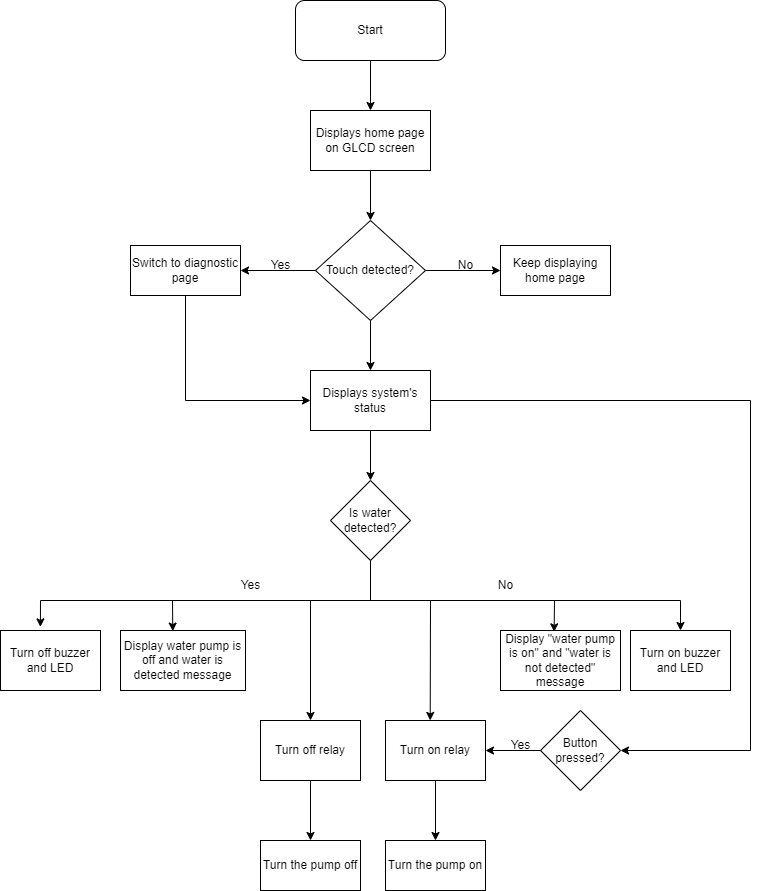 Start
Displays home page
on GLCD screen
Switch to diagnostic
page
Yes
Touch detected?
No
Keep displaying
home page
Displays system's
status
Is water
detected?
Yes
No
Turn off buzzer
and LED
Display water pump is
off and water is
detected message
Display "water pump
is on" and "water is
not detected"
message
Turn on buzzer
and LED
Turn off relay
Turn on relay
Yes
Button
pressed?
Turn the pump off
Turn the pump on